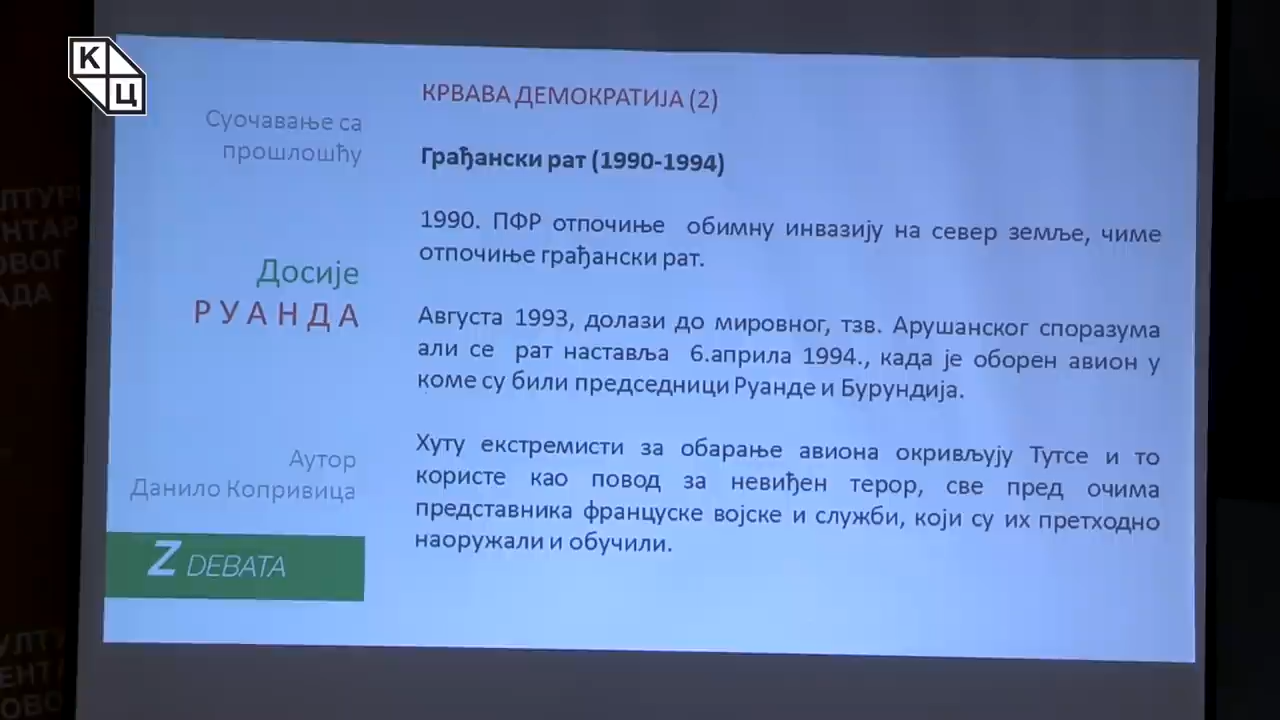 К
Ц
Суочавање са
прошлошћу
Досије
РУАНДА
Аутор
Данило Копривица
Z DEBATA
КРВАВА ДЕМОКРАТИЈА (2)
Грађански рат (1990-1994)
1990. ПФР отпочиње обимну инвазију на север земље, чиме
отпочиње грађански рат.
Августа 1993, долази до мировног, тзв. Арушанског споразума
али се рат наставља 6.априла 1994., када је оборен авион у
коме су били председници Руанде и Бурундија.
Хуту екстремисти за обарање авиона окривљују Тутсе и то
користе као повод за невиђен терор, све пред очима
представника француске војске и службi, који су их претходно
наоружали и обучили.